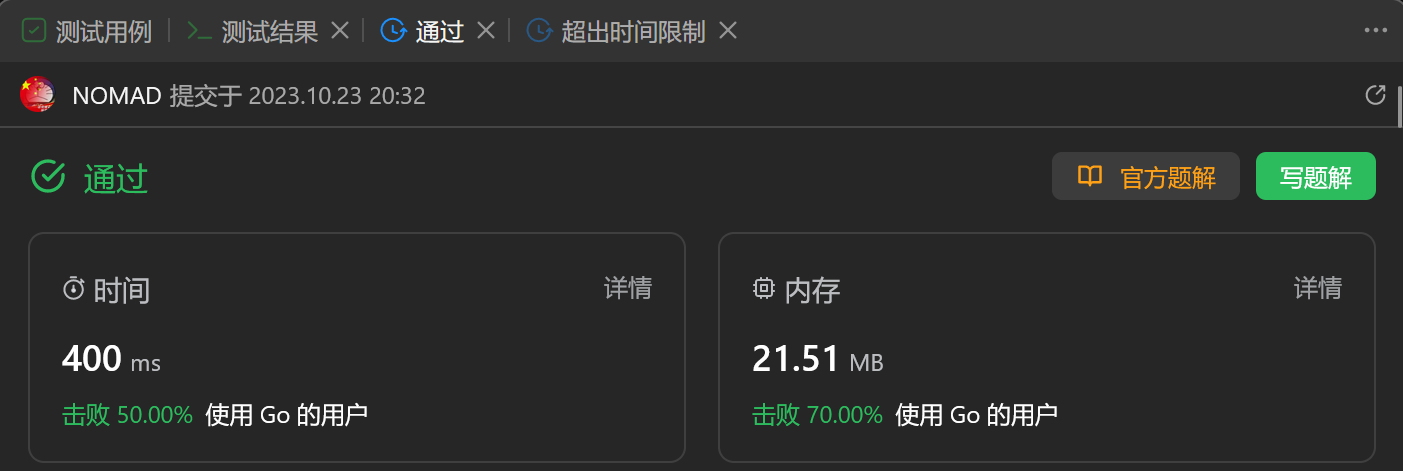 测试用例 测试结果 通过 超出时间限制
NOMAD 提交于 2023.10.23 20:32
通过 官方题解 写题解
时间 详情 内存 详情
400 ms 21.51 MB
击败 50.00% 使用 Go 的用户 击败 70.00% 使用 Go 的用户